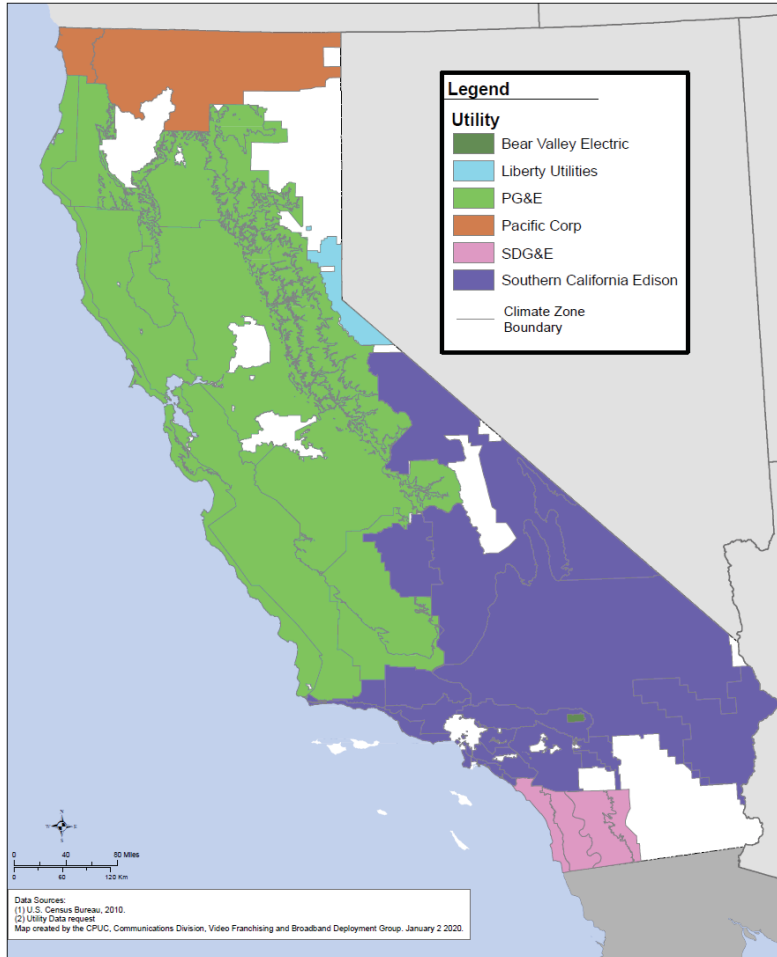 Legend
Utility
Bear Valley Electric
Liberty Utilities
PG&E
Pacific Corp
SDG&E
Southern California Edison
Climate Zone
Boundary
N
W E
S
0 40 80 Miles
0 60 120 Km
Data Sources:
(1) U.S. Census Bureau, 2010.
(2) Utility Data request
Map created by the CPUC, Communications Division, Video Franchising and Broadband Deployment Group. January 2 2020.